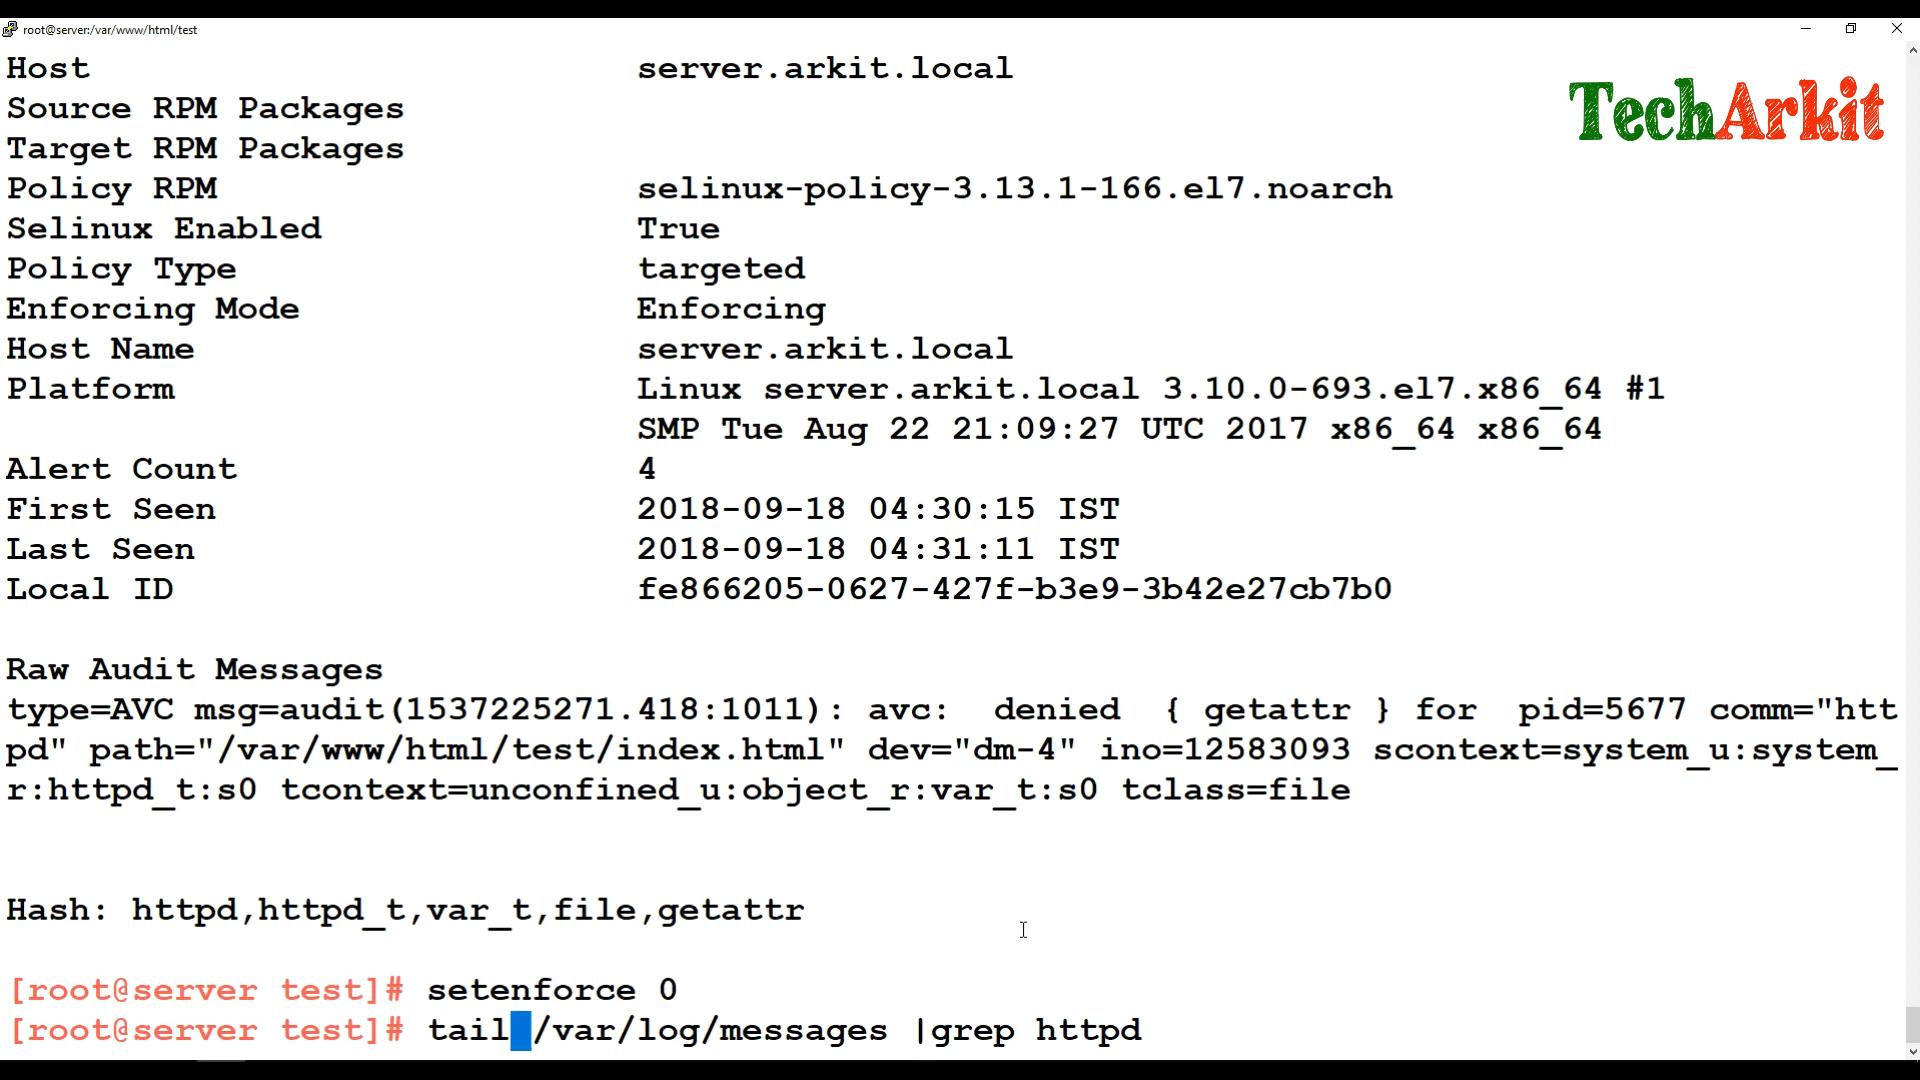 root@server:/var/www/html/test
TechArkit
Host server.arkit.local
Source RPM Packages
Target RPM Packages
Policy RPM selinux-policy-3.13.1-166.el7.noarch
Selinux Enabled True
Policy Type targeted
Enforcing Mode Enforcing
Host Name server.arkit.local
Platform Linux server.arkit.local 3.10.0-693.el7.x86_64 #1
SMP Tue Aug 22 21:09:27 UTC 2017 x86_64 x86_64
Alert Count 4
First Seen 2018-09-18 04:30:15 IST
Last Seen 2018-09-18 04:31:11 IST
Local ID fe866205-0627-427f-b3e9-3b42e27cb7b0
Raw Audit Messages
type=AVC msg=audit(1537225271.418:1011): avc:  denied  { getattr } for  pid=5677 comm="htt
pd" path="/var/www/html/test/index.html" dev="dm-4" ino=12583093 scontext=system_u:system_
r:httpd_t:s0 tcontext=unconfined_u:object_r:var_t:s0 tclass=file
Hash: httpd,httpd_t,var_t,file,getattr
[root@server test]# setenforce 0
[root@server test]# tail /var/log/messages |grep httpd